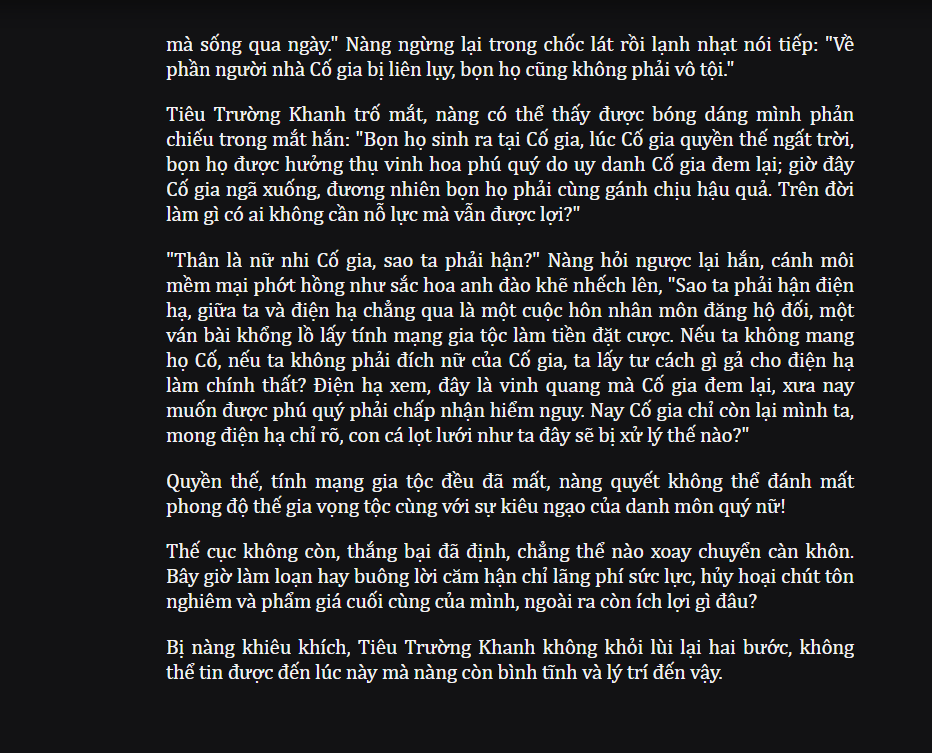 mà sống qua ngày." Nàng ngừng lại trong chốc lát rồi lạnh nhạt nói tiếp: "Về
phần người nhà Cố gia bị liên lụy, bọn họ cũng không phải vô tội."
Tiêu Trường Khanh trố mắt, nàng có thể thấy được bóng dáng mình phản
chiếu trong mắt hắn: "Bọn họ sinh ra tại Cố gia, lúc Cố gia quyền thế ngất trời,
bọn họ được hưởng thụ vinh hoa phú quý do uy danh Cố gia đem lại; giờ đây
Cố gia ngã xuống, đương nhiên bọn họ phải cùng gánh chịu hậu quả. Trên đời
làm gì có ai không cần nỗ lực mà vẫn được lợi?"
"Thân là nữ nhi Cố gia, sao ta phải hận?" Nàng hỏi ngược lại hắn, cánh môi
mềm mại phớt hồng như sắc hoa anh đào khẽ nhếch lên, "Sao ta phải hận điện
hạ, giữa ta và điện hạ chẳng qua là một cuộc hôn nhân môn đăng hộ đối, một
ván bài khổng lồ lấy tính mạng gia tộc làm tiền đặt cược. Nếu ta không mang
họ Cố, nếu ta không phải đích nữ của Cố gia, ta lấy tư cách gì gả cho điện hạ
làm chính thất? Điện hạ xem, đây là vinh quang mà Cố gia đem lại, xưa nay
muốn được phú quý phải chấp nhận hiểm nguy. Nay Cố gia chỉ còn lại mình ta,
mong điện hạ chỉ rõ, con cá lọt lưới như ta đây sẽ bị xử lý thế nào?"
Quyền thế, tính mạng gia tộc đều đã mất, nàng quyết không thể đánh mất
phong độ thế gia vọng tộc cùng với sự kiêu ngạo của danh môn quý nữ!
Thế cục không còn, thắng bại đã định, chẳng thể nào xoay chuyển càn khôn.
Bây giờ làm loạn hay buông lời căm hận chỉ lãng phí sức lực, hủy hoại chút tôn
nghiêm và phẩm giá cuối cùng của mình, ngoài ra còn ích lợi gì đâu?
Bị nàng khiêu khích, Tiêu Trường Khanh không khỏi lùi lại hai bước, không
thể tin được đến lúc này mà nàng còn bình tĩnh và lý trí đến vậy.